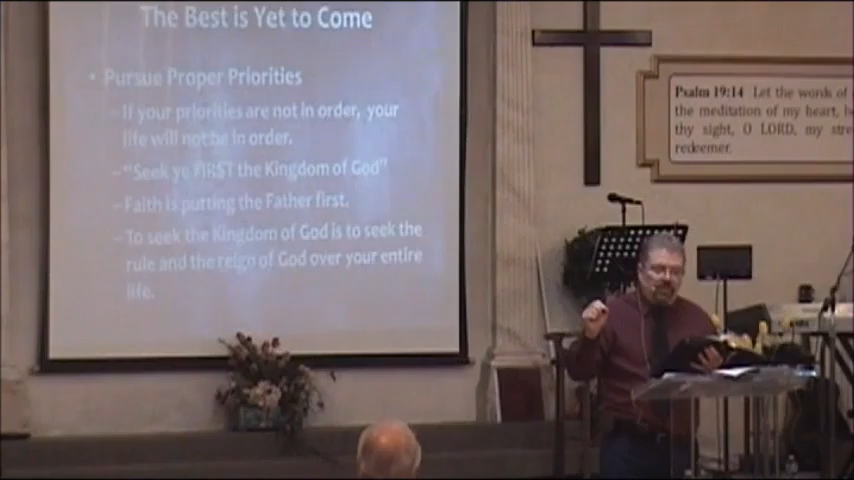 The Best is Yet to Come
• Pursue Proper Priorities
– If your priorities are not in order, your
life will not be in order.
– "Seek ye FIRST the Kingdom of God"
– Faith is putting the Father first.
– To seek the Kingdom of God is to seek the
rule and the reign of God over your entire
life.
Psalm 19:14 Let the words of
the meditation of my heart,
thy sight, O LORD, my
redeemer.